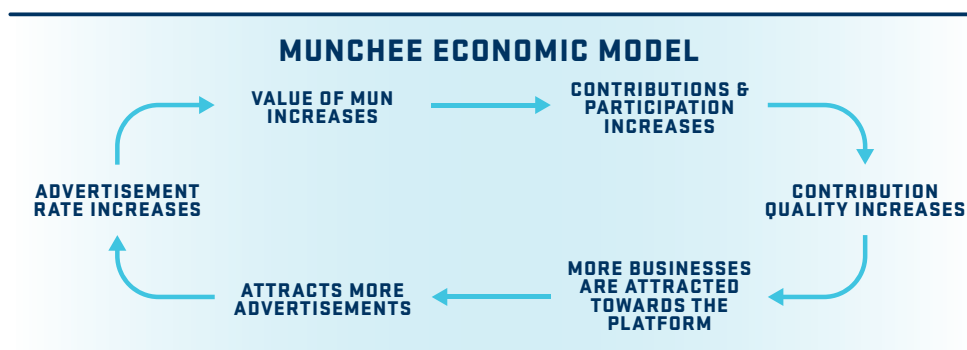 MUNCHEE ECONOMIC MODEL
VALUE OF MUN
INCREASES
CONTRIBUTIONS &
PARTICIPATION
INCREASES
CONTRIBUTION
QUALITY INCREASES
MORE BUSINESSES
ARE ATTRACTED
TOWARDS THE
PLATFORM
ATTRACTS MORE
ADVERTISEMENTS
ADVERTISEMENT
RATE INCREASES